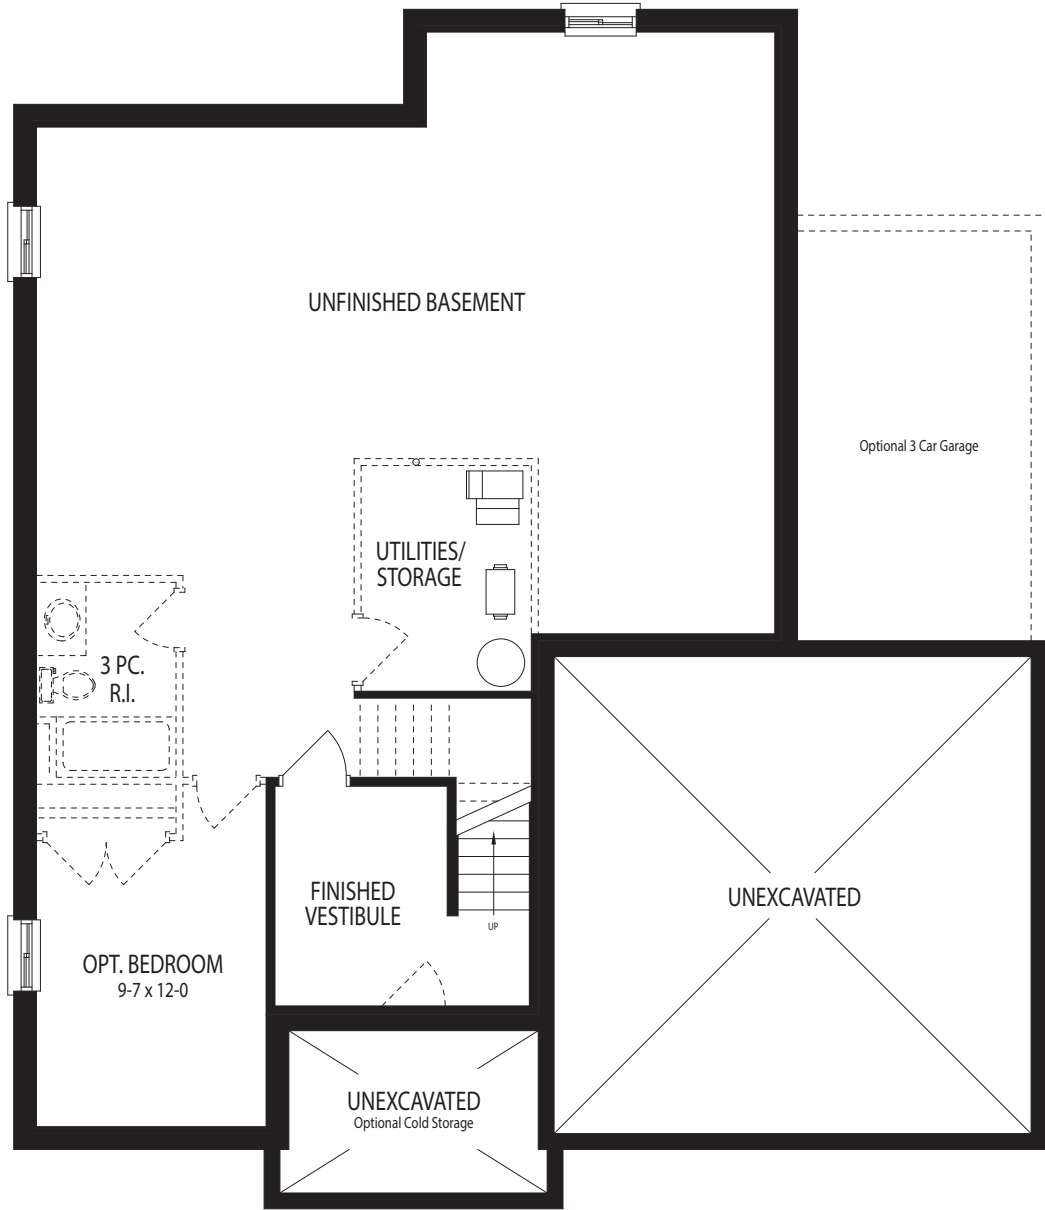 UNFINISHED BASEMENT
Optional 3 Car Garage
UTILITIES/
STORAGE
3 PC.
R.I.
FINISHED
VESTIBULE
UP
UNEXCAVATED
OPT. BEDROOM
9-7 x 12-0
UNEXCAVATED
Optional Cold Storage